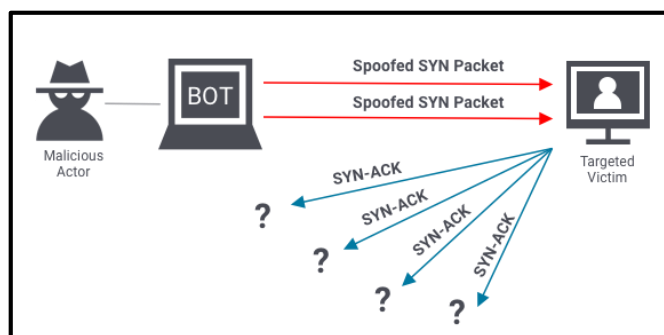 Spoofed SYN Packet
BOT
Spoofed SYN Packet
Malicious
Actor
Targeted
Victim
SYN-ACK
SYN-ACK
SYN-ACK
SYN-ACK
?
?
?
?